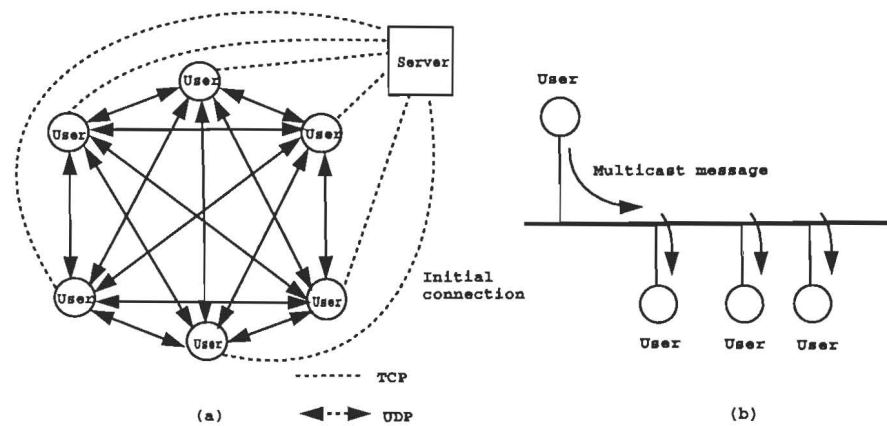 Server
User
User
User
User
User
User
Initial
connection
TCP
UDP
(a)
User
Multicast message
User
User
User
(b)